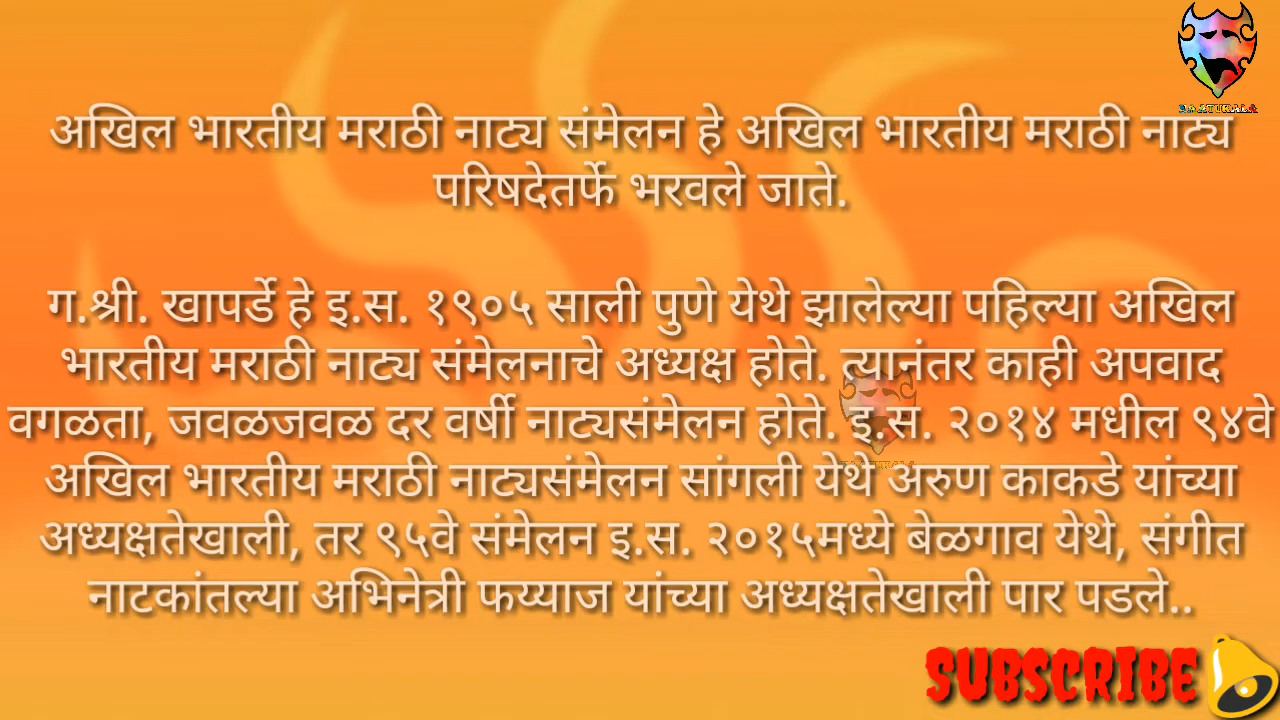 अखिल भारतीय मराठी नाट्य संमेलन हे अखिल भारतीय मराठी नाट्य
परिषदेतर्फे भरवले जाते.
ग.श्री. खापर्डे हे इ.स. १९०५ साली पुणे येथे झालेल्या पहिल्या अखिल
भारतीय मराठी नाट्य संमेलनाचे अध्यक्ष होते. त्यानंतर काही अपवाद
वगळता, जवळजवळ दर वर्षी नाट्यसंमेलन होते. इ.स. २०१४ मधील ९४वे
अखिल भारतीय मराठी नाट्यसंमेलन सांगली येथे अरुण काकडे यांच्या
अध्यक्षतेखाली, तर ९५वे संमेलन इ.स. २०१५मध्ये बेळगाव येथे, संगीत
नाटकांतल्या अभिनेत्री फय्याज यांच्या अध्यक्षतेखाली पार पडले..
SUBSCRIBE